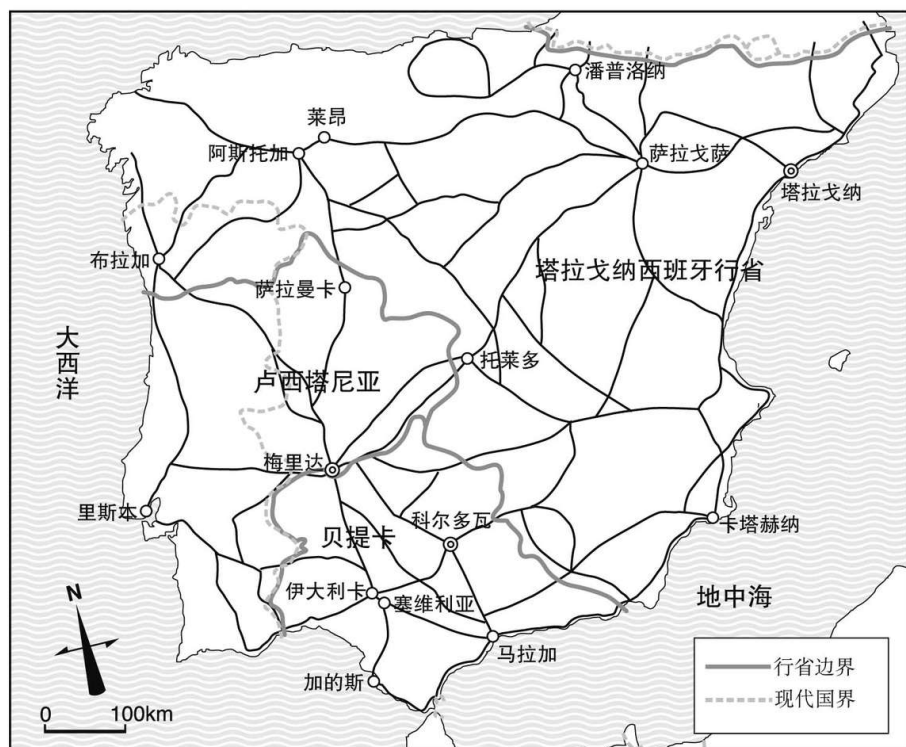 潘普洛纳
莱昂
阿斯托加
萨拉戈萨
塔拉戈纳
布拉加
萨拉曼卡
塔拉戈纳西班牙行省
大西洋
托莱多
卢西塔尼亚
梅里达
里斯本
科尔多瓦
卡塔赫纳
贝提卡
伊大利卡
塞维利亚
地中海
马拉加
加的斯
N
0 100km
行省边界
现代国界